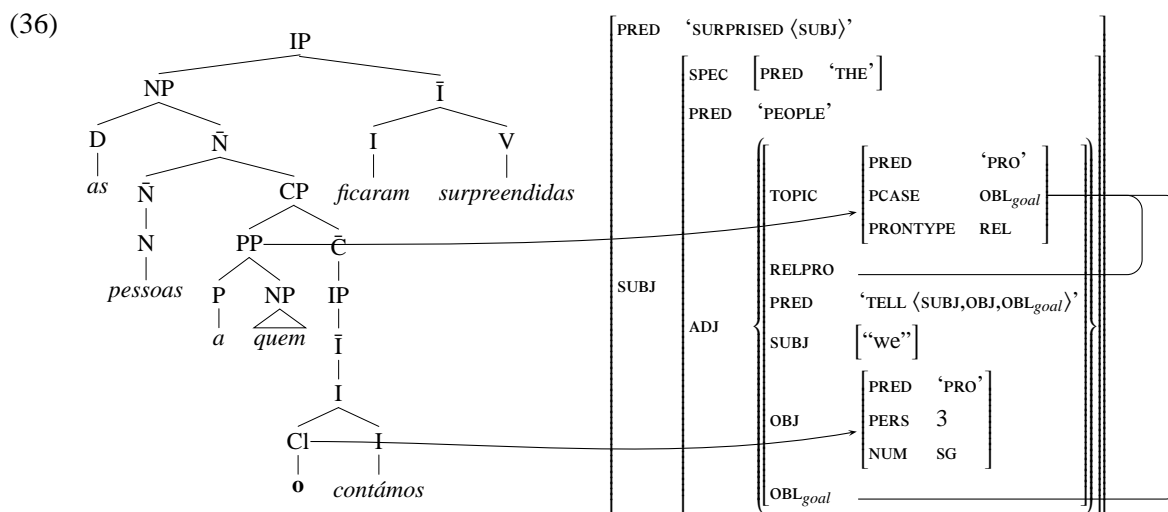 (36)
IP
NP Ī
D N̄ I V
as ficaram surpreendidas
N̄ CP
N PP C̄
pessoas
P NP IP
a quem
Ī
I
Cl I
o contámos
PRED ‘SURPRISED ⟨SUBJ⟩’
SPEC [PRED ‘THE’]
PRED ‘PEOPLE’
PRED ‘PRO’
TOPIC PCASE OBLgoal
PRONTYPE REL
RELPRO
SUBJ
PRED ‘TELL ⟨SUBJ,OBJ,OBLgoal⟩’
ADJ
SUBJ [“we”]
PRED ‘PRO’
OBJ PERS 3
NUM SG
OBLgoal